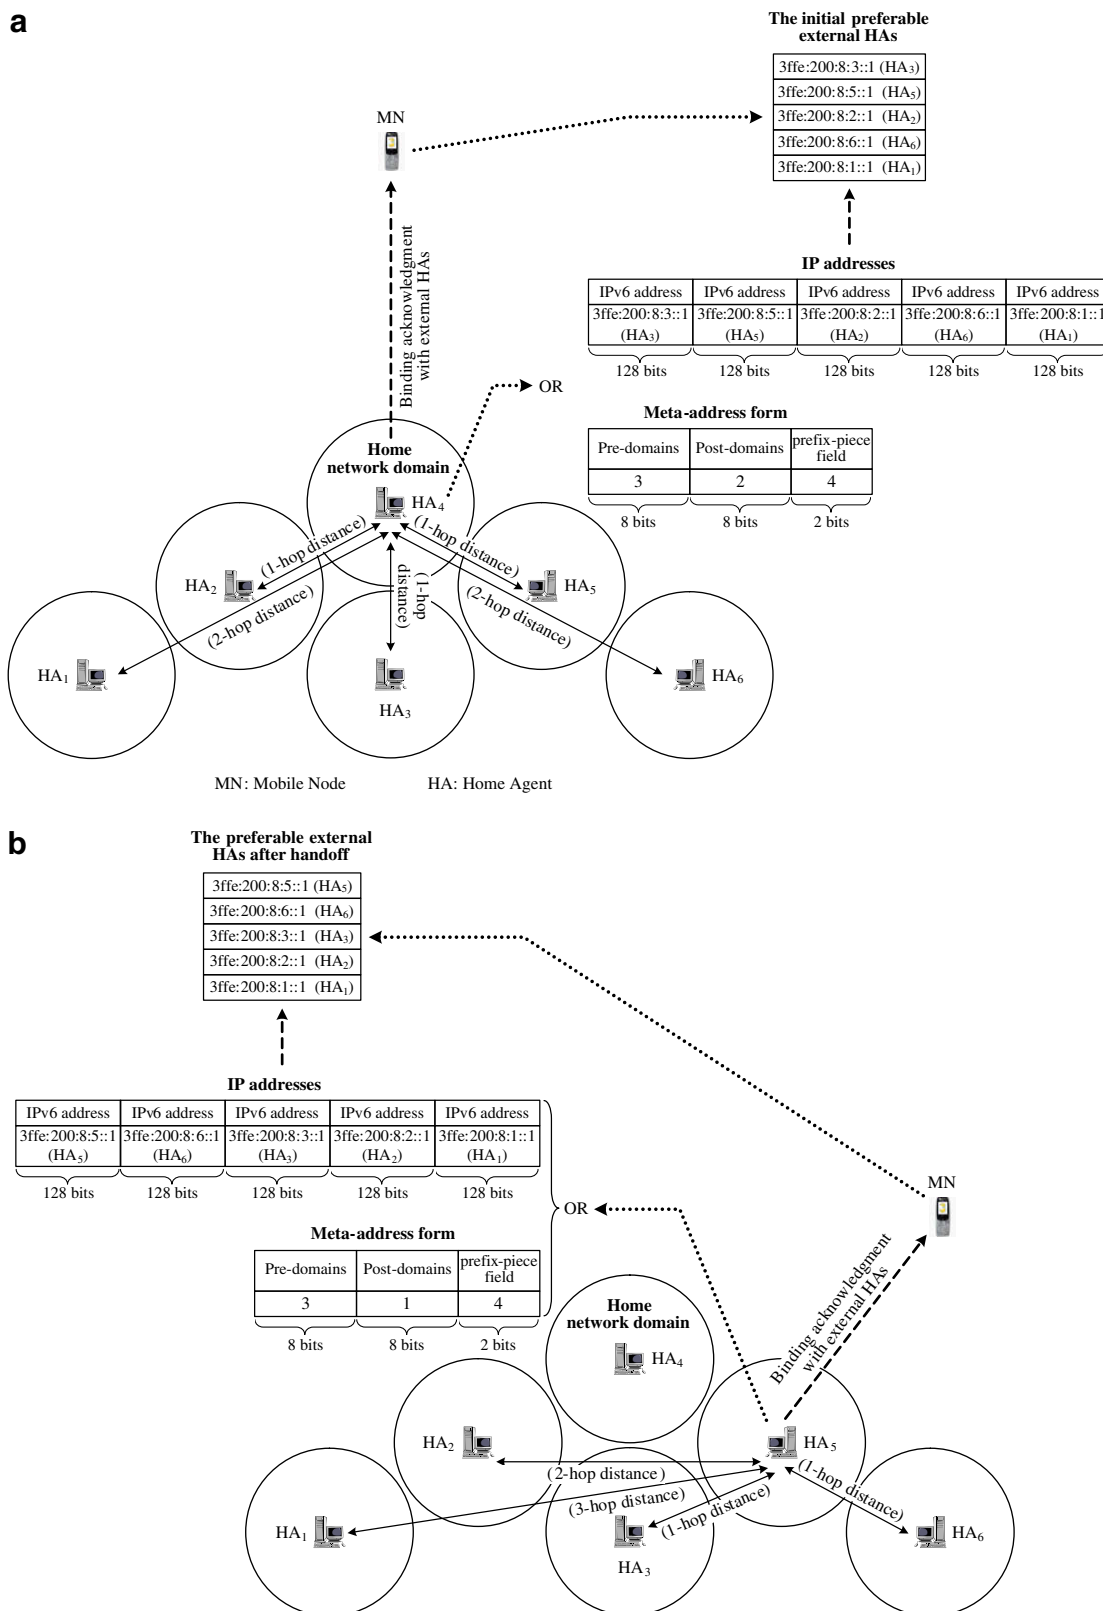 a
The initial preferable
external HAs
3ffe:200:8:3::1 (HA3)
3ffe:200:8:5::1 (HA5)
3ffe:200:8:2::1 (HA2)
3ffe:200:8:6::1 (HA6)
3ffe:200:8:1::1 (HA1)
MN
Binding acknowledgment
with external HAs
IP addresses
IPv6 address IPv6 address IPv6 address IPv6 address IPv6 address
3ffe:200:8:3::1 3ffe:200:8:5::1 3ffe:200:8:2::1 3ffe:200:8:6::1 3ffe:200:8:1::1
(HA3) (HA5) (HA2) (HA6) (HA1)
128 bits 128 bits 128 bits 128 bits 128 bits
OR
Meta-address form
Pre-domains Post-domains prefix-piece
field
3 2 4
8 bits 8 bits 2 bits
Home
network domain
HA4
(1-hop distance)
(1-hop distance)
(1-hop
distance)
(2-hop distance)
(2-hop distance)
HA2
HA5
HA1
HA3
HA6
MN: Mobile Node HA: Home Agent
b
The preferable external
HAs after handoff
3ffe:200:8:5::1 (HA5)
3ffe:200:8:6::1 (HA6)
3ffe:200:8:3::1 (HA3)
3ffe:200:8:2::1 (HA2)
3ffe:200:8:1::1 (HA1)
IP addresses
IPv6 address IPv6 address IPv6 address IPv6 address IPv6 address
3ffe:200:8:5::1 3ffe:200:8:6::1 3ffe:200:8:3::1 3ffe:200:8:2::1 3ffe:200:8:1::1
(HA5) (HA6) (HA3) (HA2) (HA1)
128 bits 128 bits 128 bits 128 bits 128 bits
OR
MN
Meta-address form
Pre-domains Post-domains prefix-piece
field
3 1 4
8 bits 8 bits 2 bits
Binding acknowledgment
with external HAs
Home
network domain
HA4
HA2
HA5
(2-hop distance)
(3-hop distance)
(1-hop distance)
(1-hop distance)
HA1
HA3
HA6